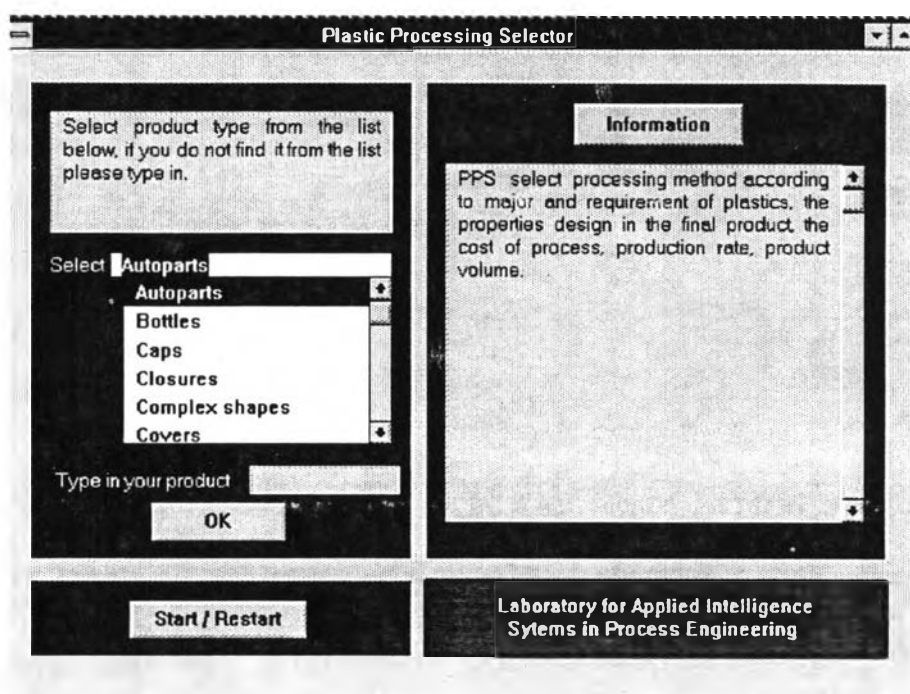 Plastic Processing Selector
Select product type from the list
below, if you do not find it from the list
please type in.
Select Autoparts
Autoparts
Bottles
Caps
Closures
Complex shapes
Covers
Type in your product
OK
Start / Restart
Information
PPS select processing method according
to major and requirement of plastics, the
properties design in the final product, the
cost of process, production rate, product
volume.
Laboratory for Applied Intelligence
Sytems in Process Engineering